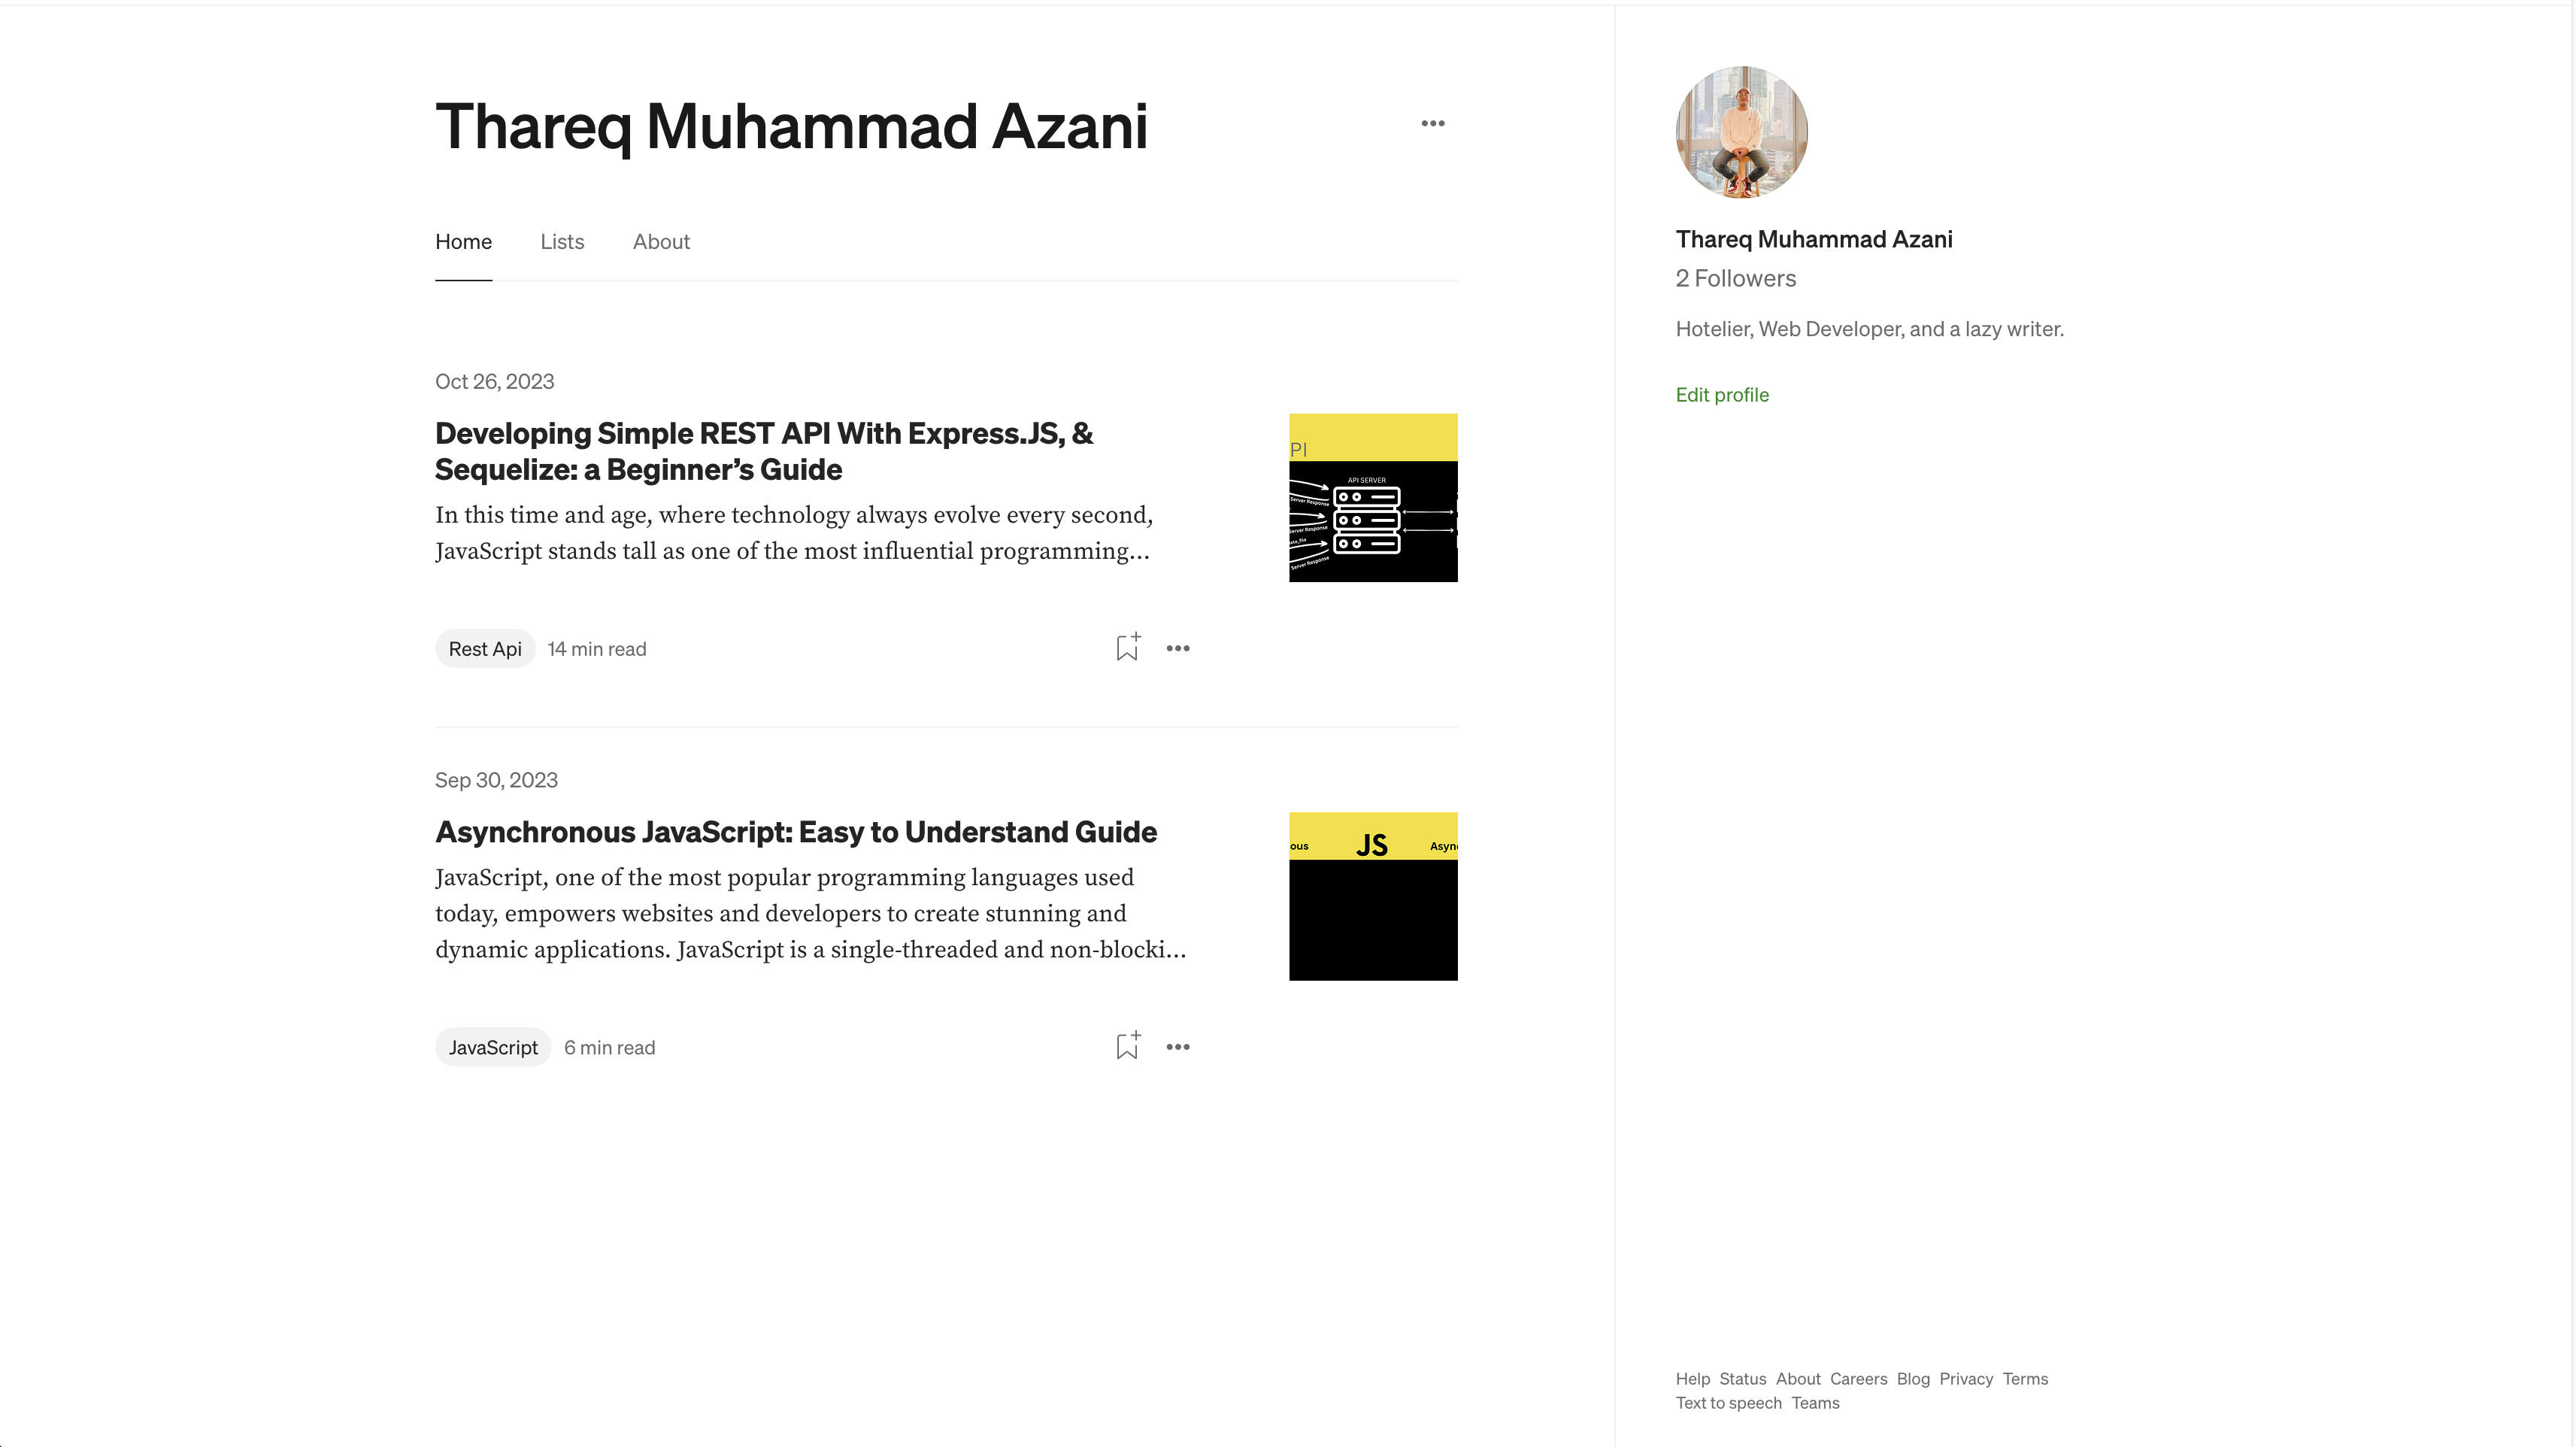 Thareq Muhammad Azani
Home Lists About
Oct 26, 2023
Developing Simple REST API With Express.JS, &
Sequelize: a Beginner’s Guide
In this time and age, where technology always evolve every second,
JavaScript stands tall as one of the most influential programming...
PI
API SERVER
Server Response
Server Response
Server Response
Rest Api 14 min read
Sep 30, 2023
Asynchronous JavaScript: Easy to Understand Guide
JavaScript, one of the most popular programming languages used
today, empowers websites and developers to create stunning and
dynamic applications. JavaScript is a single-threaded and non-blocki...
ous JS Asyn
JavaScript 6 min read
Thareq Muhammad Azani
2 Followers
Hotelier, Web Developer, and a lazy writer.
Edit profile
Help Status About Careers Blog Privacy Terms
Text to speech Teams